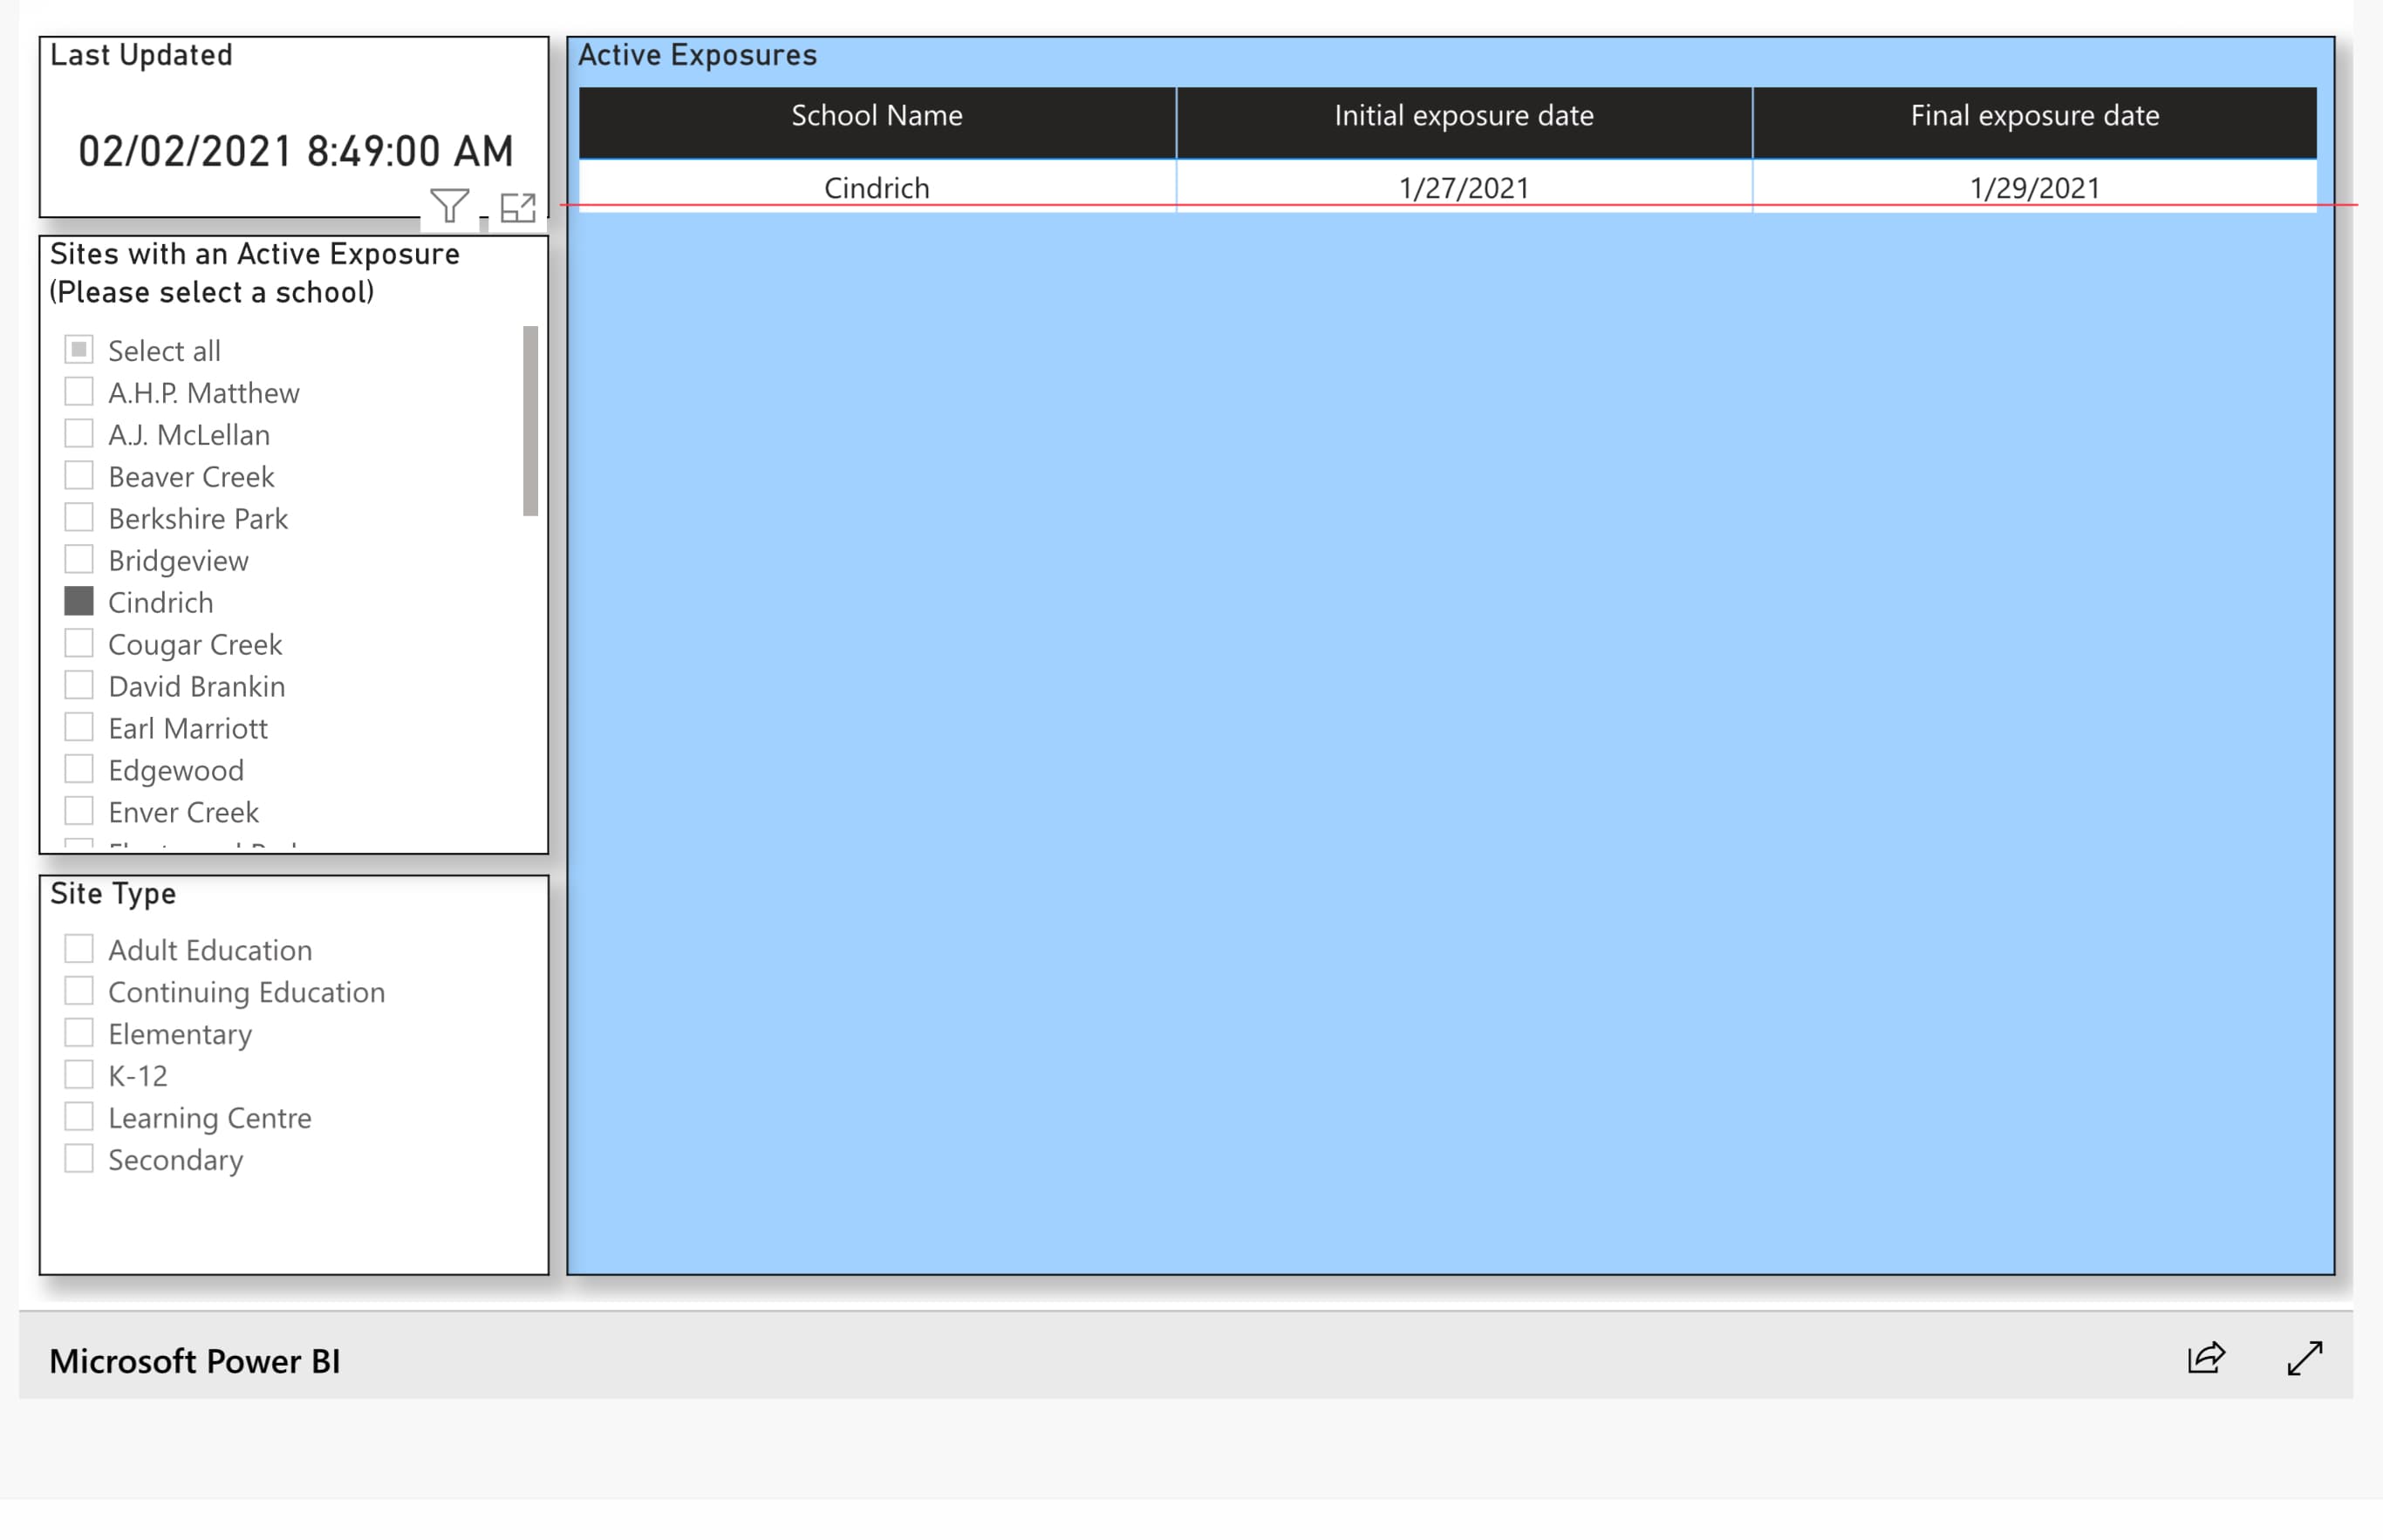 Last Updated
02/02/2021 8:49:00 AM
Sites with an Active Exposure
(Please select a school)
Select all
A.H.P. Matthew
A.J. McLellan
Beaver Creek
Berkshire Park
Bridgeview
Cindrich
Cougar Creek
David Brankin
Earl Marriott
Edgewood
Enver Creek
Site Type
Adult Education
Continuing Education
Elementary
K-12
Learning Centre
Secondary
Active Exposures
School Name Initial exposure date Final exposure date
Cindrich 1/27/2021 1/29/2021
Microsoft Power BI